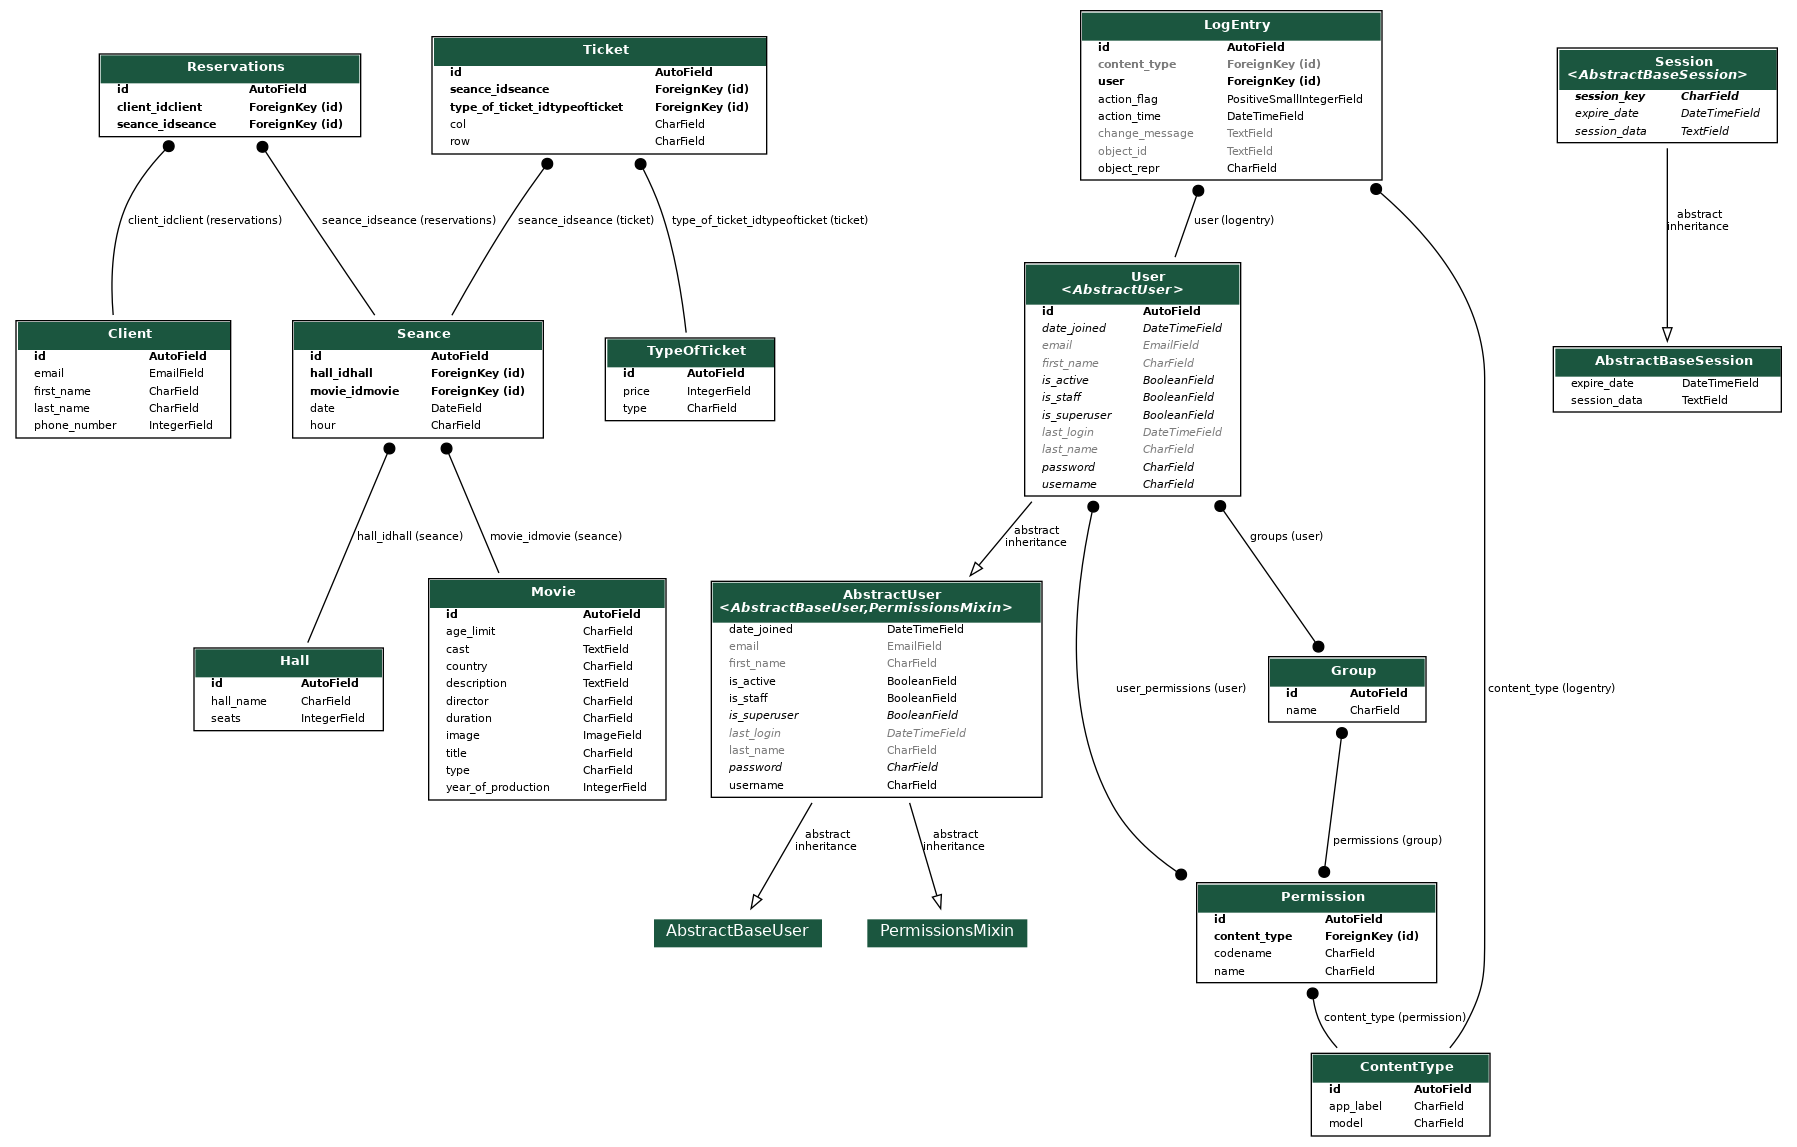 Reservations
id AutoField
client_idclient ForeignKey (id)
seance_idseance ForeignKey (id)
Ticket
id AutoField
seance_idseance ForeignKey (id)
type_of_ticket_idtypeofticket ForeignKey (id)
col CharField
row CharField
LogEntry
id AutoField
content_type ForeignKey (id)
user ForeignKey (id)
action_flag PositiveSmallIntegerField
action_time DateTimeField
change_message TextField
object_id TextField
object_repr CharField
Session
<AbstractBaseSession>
session_key CharField
expire_date DateTimeField
session_data TextField
client_idclient (reservations)
seance_idseance (reservations)
seance_idseance (ticket)
type_of_ticket_idtypeofticket (ticket)
user (logentry)
abstract
inheritance
Client
id AutoField
email EmailField
first_name CharField
last_name CharField
phone_number IntegerField
Seance
id AutoField
hall_idhall ForeignKey (id)
movie_idmovie ForeignKey (id)
date DateField
hour CharField
TypeOfTicket
id AutoField
price IntegerField
type CharField
User
<AbstractUser>
id AutoField
date_joined DateTimeField
email EmailField
first_name CharField
is_active BooleanField
is_staff BooleanField
is_superuser BooleanField
last_login DateTimeField
last_name CharField
password CharField
username CharField
AbstractBaseSession
expire_date DateTimeField
session_data TextField
hall_idhall (seance)
movie_idmovie (seance)
abstract
inheritance
groups (user)
Hall
id AutoField
hall_name CharField
seats IntegerField
Movie
id AutoField
age_limit CharField
cast TextField
country CharField
description TextField
director CharField
duration CharField
image ImageField
title CharField
type CharField
year_of_production IntegerField
AbstractUser
<AbstractBaseUser,PermissionsMixin>
date_joined DateTimeField
email EmailField
first_name CharField
is_active BooleanField
is_staff BooleanField
is_superuser BooleanField
last_login DateTimeField
last_name CharField
password CharField
username CharField
user_permissions (user)
Group
id AutoField
name CharField
content_type (logentry)
abstract
inheritance
abstract
inheritance
permissions (group)
AbstractBaseUser
PermissionsMixin
Permission
id AutoField
content_type ForeignKey (id)
codename CharField
name CharField
content_type (permission)
ContentType
id AutoField
app_label CharField
model CharField